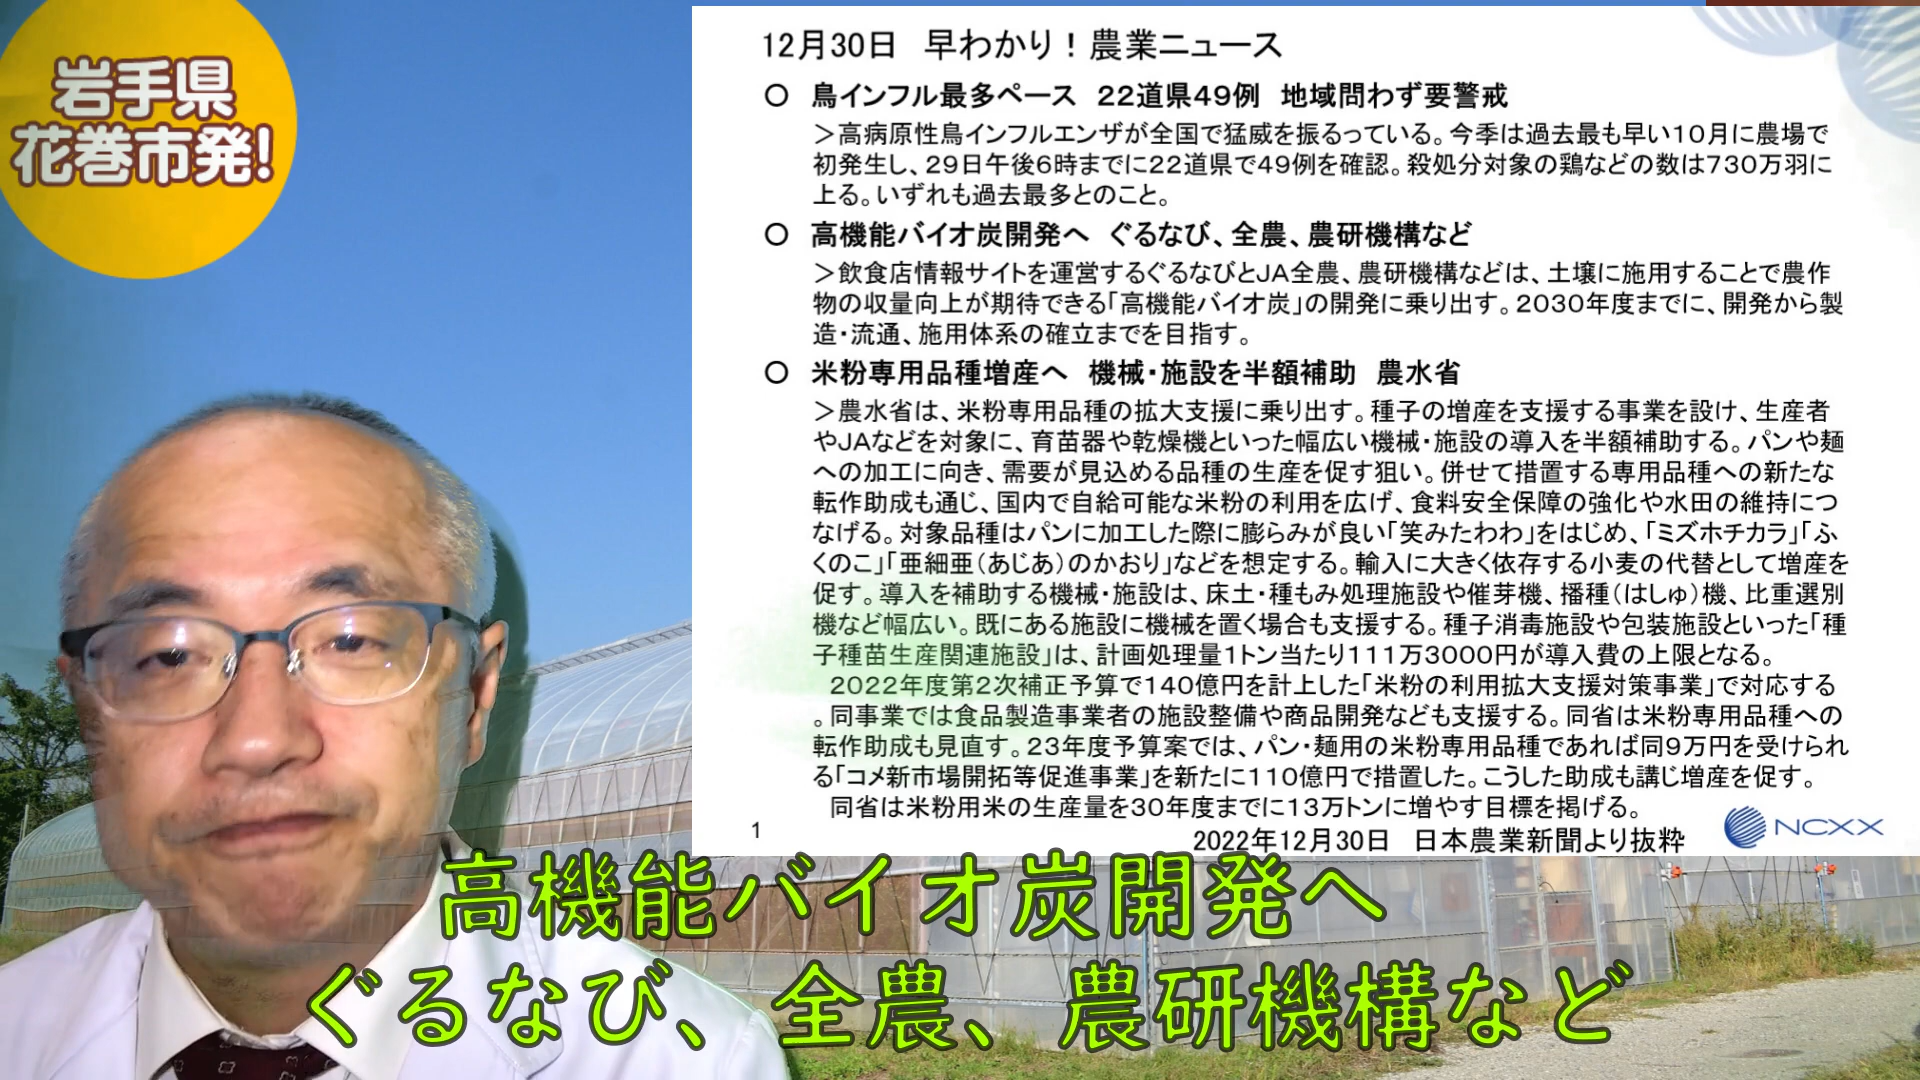 岩手県
花巻市発!
12月30日　早わかり！農業ニュース
○　鳥インフル最多ペース　22道県49例　地域問わず要警戒
＞高病原性鳥インフルエンザが全国で猛威を振るっている。今季は過去最も早い10月に農場で
初発生し、29日午後6時までに22道県で49例を確認。殺処分対象の鶏などの数は730万羽に
上る。いずれも過去最多とのこと。
○　高機能バイオ炭開発へ　ぐるなび、全農、農研機構など
＞飲食店情報サイトを運営するぐるなびとJA全農、農研機構などは、土壌に施用することで農作
物の収量向上が期待できる「高機能バイオ炭」の開発に乗り出す。2030年度までに、開発から製
造・流通、施用体系の確立までを目指す。
○　米粉専用品種増産へ　機械・施設を半額補助　農水省
＞農水省は、米粉専用品種の拡大支援に乗り出す。種子の増産を支援する事業を設け、生産者
やJAなどを対象に、育苗器や乾燥機といった幅広い機械・施設の導入を半額補助する。パンや麺
への加工に向き、需要が見込める品種の生産を促す狙い。併せて措置する専用品種への新たな
転作助成も通じ、国内で自給可能な米粉の利用を広げ、食料安全保障の強化や水田の維持につ
なげる。対象品種はパンに加工した際に膨らみが良い「笑みたわわ」をはじめ、「ミズホチカラ」「ふ
くのこ」「亜細亜（あじあ）のかおり」などを想定する。輸入に大きく依存する小麦の代替として増産を
促す。導入を補助する機械・施設は、床土・種もみ処理施設や催芽機、播種（はしゅ）機、比重選別
機など幅広い。既にある施設に機械を置く場合も支援する。種子消毒施設や包装施設といった「種
子種苗生産関連施設」は、計画処理量1トン当たり111万3000円が導入費の上限となる。
2022年度第2次補正予算で140億円を計上した「米粉の利用拡大支援対策事業」で対応する
。同事業では食品製造事業者の施設整備や商品開発なども支援する。同省は米粉専用品種への
転作助成も見直す。23年度予算案では、パン・麺用の米粉専用品種であれば同9万円を受けられ
る「コメ新市場開拓等促進事業」を新たに110億円で措置した。こうした助成も講じ増産を促す。
同省は米粉用米の生産量を30年度までに13万トンに増やす目標を掲げる。
1
2022年12月30日　日本農業新聞より抜粋
NCXX
高機能バイオ炭開発へ
ぐるなび、全農、農研機構など